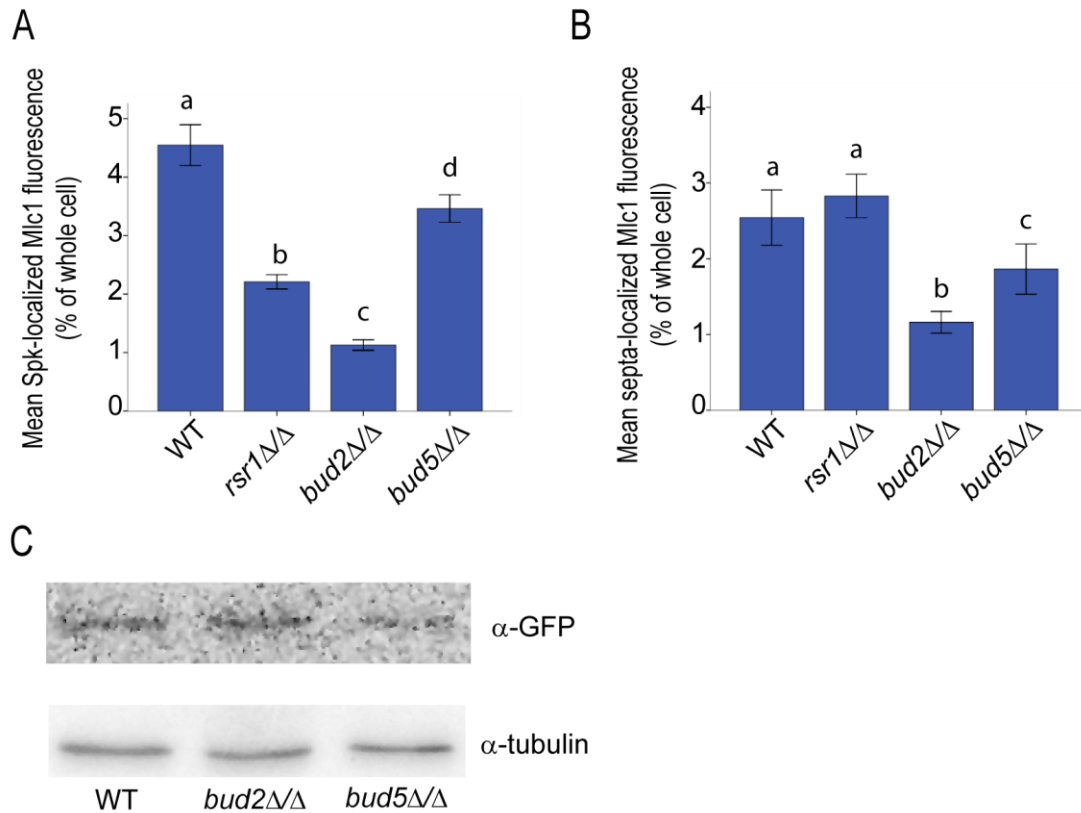 A
Mean Spk-localized Mlc1 fluorescence
(% of whole cell)
5
4
3
2
1
0
a
b
c
d
WT
rsr1Δ/Δ
bud2Δ/Δ
bud5Δ/Δ
B
Mean septa-localized Mlc1 fluorescence
(% of whole cell)
4
3
2
1
0
a
a
b
c
WT
rsr1Δ/Δ
bud2Δ/Δ
bud5Δ/Δ
C
α-GFP
α-tubulin
WT bud2Δ/Δ bud5Δ/Δ